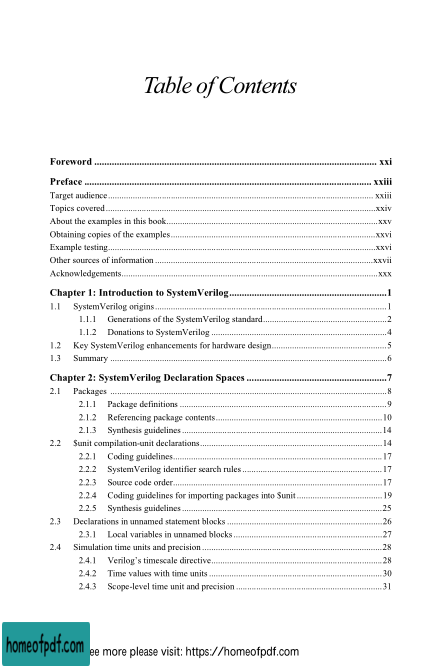 Table of Contents
Foreword ................................................................................................... xxi
Preface ..................................................................................................... xxiii
Target audience..................................................................................................... xxiii
Topics covered.....................................................................................................xxiv
About the examples in this book..........................................................................xxv
Obtaining copies of the examples........................................................................xxvi
Example testing....................................................................................................xxvi
Other sources of information ..............................................................................xxvii
Acknowledgements...............................................................................................xxx
Chapter 1: Introduction to SystemVerilog.......................................................1
1.1 SystemVerilog origins ..................................................................................1
1.1.1 Generations of the SystemVerilog standard...........................................2
1.1.2 Donations to SystemVerilog ................................................................4
1.2 Key SystemVerilog enhancements for hardware design...............................5
1.3 Summary ......................................................................................................6
Chapter 2: SystemVerilog Declaration Spaces .................................................7
2.1 Packages ......................................................................................................8
2.1.1 Package definitions ..............................................................................9
2.1.2 Referencing package contents..............................................................10
2.1.3 Synthesis guidelines ............................................................................14
2.2 $unit compilation-unit declarations..............................................................14
2.2.1 Coding guidelines.................................................................................17
2.2.2 SystemVerilog identifier search rules ..................................................17
2.2.3 Source code order.................................................................................17
2.2.4 Coding guidelines for importing packages into $unit..........................19
2.2.5 Synthesis guidelines ............................................................................25
2.3 Declarations in unnamed statement blocks ..................................................26
2.3.1 Local variables in unnamed blocks .....................................................27
2.4 Simulation time units and precision .............................................................28
2.4.1 Verilog's timescale directive................................................................28
2.4.2 Time values with time units .................................................................30
2.4.3 Scope-level time unit and precision .....................................................31
homeofpdf.com
ee more please visit: https://homeofpdf.com